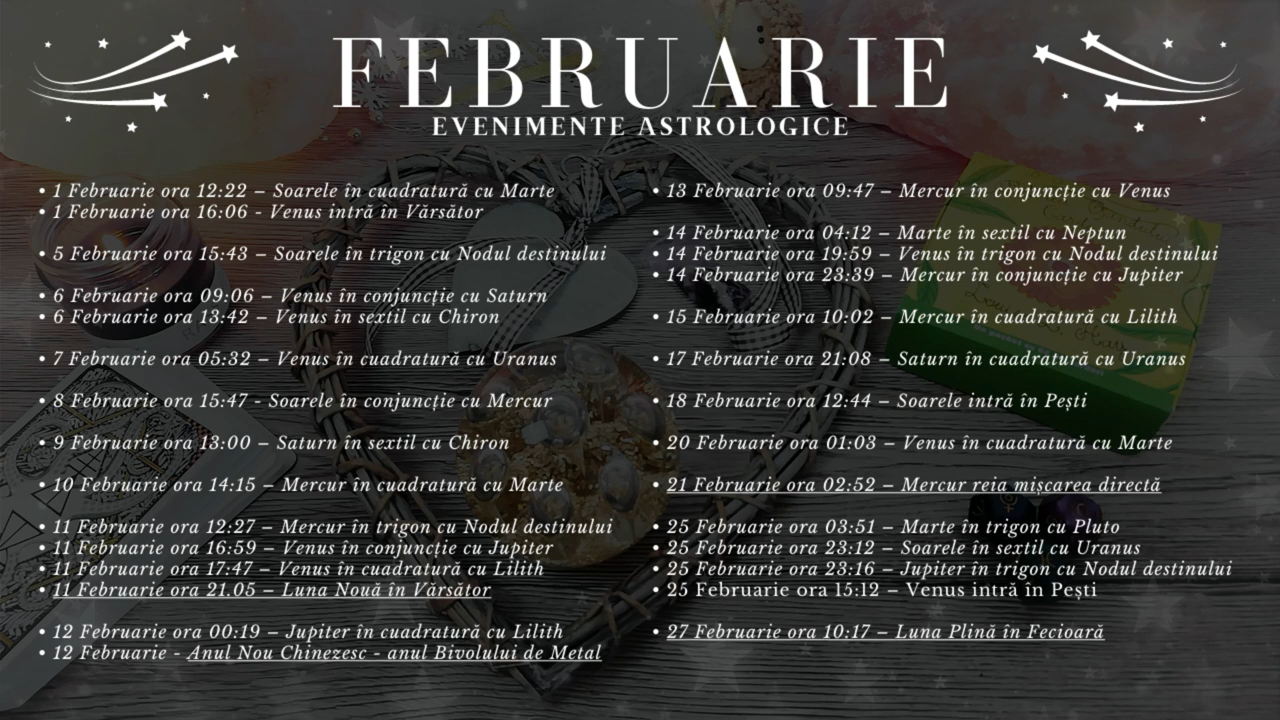 FEBRUARIE
EVENIMENTE ASTROLOGICE
• 1 Februarie ora 12:22 – Soarele în cuadratură cu Marte
• 1 Februarie ora 16:06 - Venus intră în Vărsător
• 5 Februarie ora 15:43 – Soarele în trigon cu Nodul destinului
• 6 Februarie ora 09:06 – Venus în conjuncție cu Saturn
• 6 Februarie ora 13:42 – Venus în sextil cu Chiron
• 7 Februarie ora 05:32 – Venus în cuadratură cu Uranus
• 8 Februarie ora 15:47 - Soarele în conjuncție cu Mercur
• 9 Februarie ora 13:00 – Saturn în sextil cu Chiron
• 10 Februarie ora 14:15 – Mercur în cuadratură cu Marte
• 11 Februarie ora 12:27 – Mercur în trigon cu Nodul destinului
• 11 Februarie ora 16:59 – Venus în conjuncție cu Jupiter
• 11 Februarie ora 17:47 – Venus în cuadratură cu Lilith
• 11 Februarie ora 21.05 – Luna Nouă în Vărsător
• 12 Februarie ora 00:19 – Jupiter în cuadratură cu Lilith
• 12 Februarie - Anul Nou Chinezesc - anul Bivolului de Metal
• 13 Februarie ora 09:47 – Mercur în conjuncție cu Venus
• 14 Februarie ora 04:12 – Marte în sextil cu Neptun
• 14 Februarie ora 19:59 – Venus în trigon cu Nodul destinului
• 14 Februarie ora 23:39 – Mercur în conjuncție cu Jupiter
• 15 Februarie ora 10:02 – Mercur în cuadratură cu Lilith
• 17 Februarie ora 21:08 – Saturn în cuadratură cu Uranus
• 18 Februarie ora 12:44 – Soarele intră în Pești
• 20 Februarie ora 01:03 – Venus în cuadratură cu Marte
• 21 Februarie ora 02:52 – Mercur reia mișcarea directă
• 25 Februarie ora 03:51 – Marte în trigon cu Pluto
• 25 Februarie ora 23:12 – Soarele în sextil cu Uranus
• 25 Februarie ora 23:16 – Jupiter în trigon cu Nodul destinului
• 25 Februarie ora 15:12 – Venus intră în Pești
• 27 Februarie ora 10:17 – Luna Plină în Fecioară